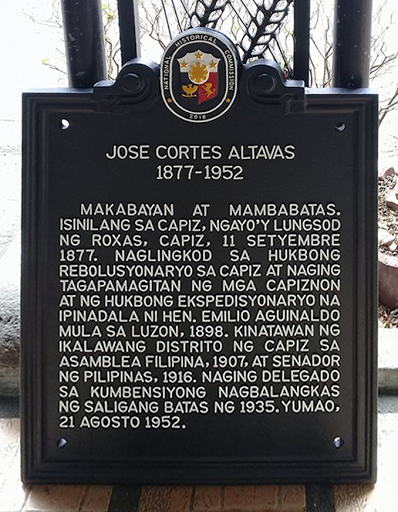 NATIONAL HISTORICAL COMMISSION
2018
JOSE CORTES ALTAVAS
1877-1952
MAKABAYAN AT MAMBABATAS.
ISINILANG SA CAPIZ, NGAYO'Y LUNGSOD
NG ROXAS, CAPIZ, 11 SETYEMBRE
1877. NAGLINGKOD SA HUKBONG
REBOLUSYONARYO SA CAPIZ AT NAGING
TAGAPAMAGITAN NG MGA CAPIZNON
AT NG HUKBONG EKSPEDISYONARYO NA
IPINADALA NI HEN. EMILIO AGUINALDO
MULA SA LUZON, 1898. KINATAWAN NG
IKALAWANG DISTRITO NG CAPIZ SA
ASAMBLEA FILIPINA, 1907, AT SENADOR
NG PILIPINAS, 1916. NAGING DELEGADO
SA KUMBENSIYONG NAGBALANGKAS
NG SALIGANG BATAS NG 1935. YUMAO,
21 AGOSTO 1952.